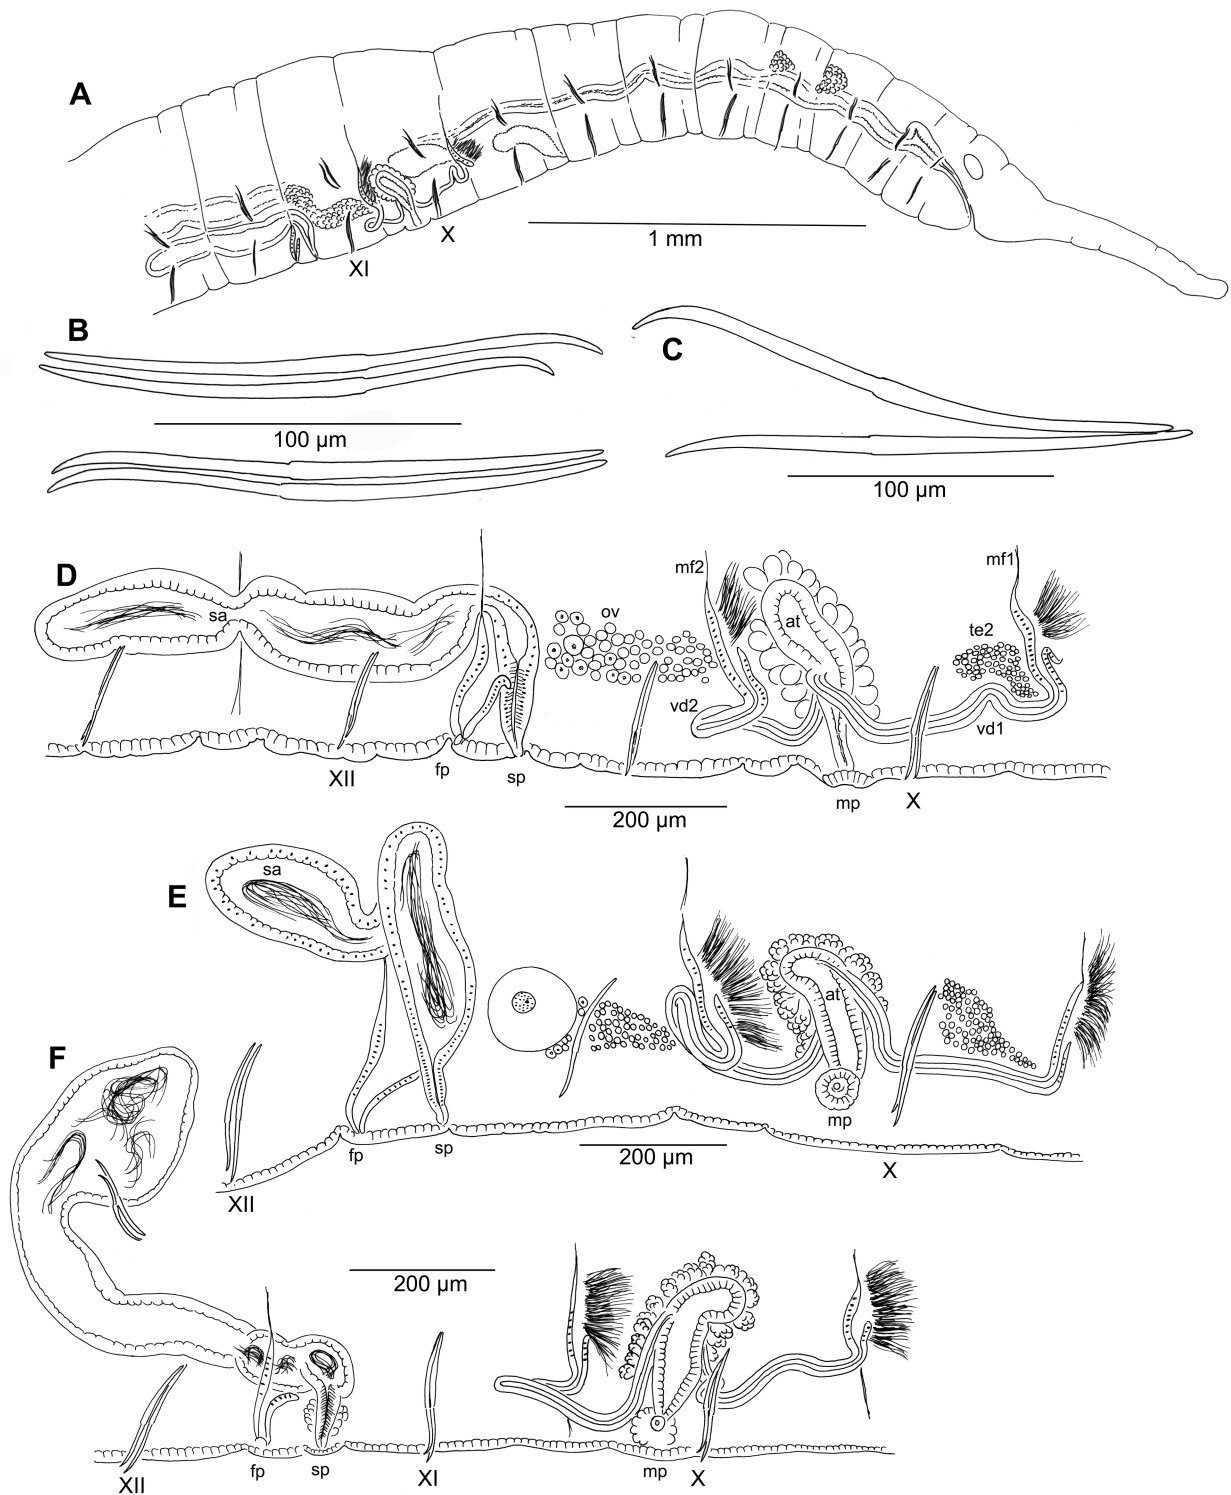 A
XI
X
1 mm
B
C
100 µm
100 µm
D
mf2
mf1
ov
at
te2
sa
vd2
vd1
XII
fp
sp
mp
X
200 µm
E
sa
at
mp
fp
sp
200 µm
X
XII
F
200 µm
fp
sp
mp
XII
XI
X